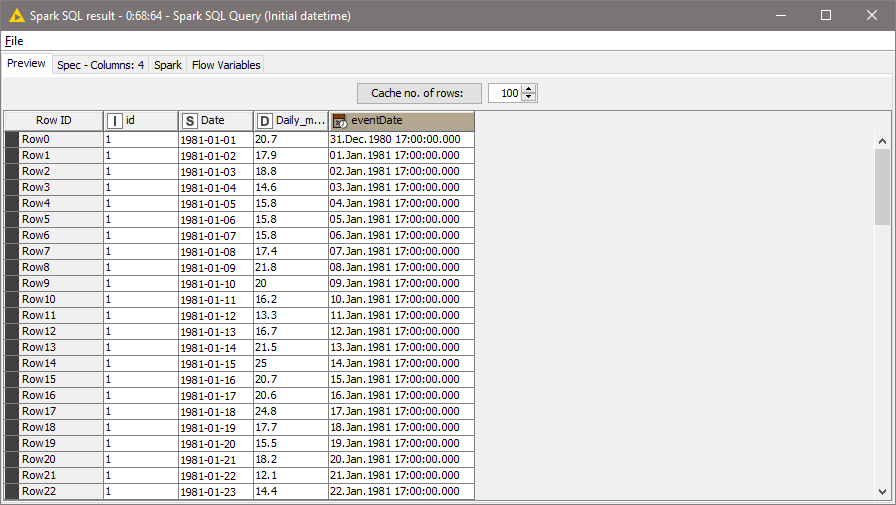 Spark SQL result - 0:68:64 - Spark SQL Query (Initial datetime)
File
Preview Spec - Columns: 4 Spark Flow Variables
Cache no. of rows: 100
Row ID I id S Date D Daily_m... eventDate
Row0 1 1981-01-01 20.7 31.Dec.1980 17:00:00.000
Row1 1 1981-01-02 17.9 01.Jan.1981 17:00:00.000
Row2 1 1981-01-03 18.8 02.Jan.1981 17:00:00.000
Row3 1 1981-01-04 14.6 03.Jan.1981 17:00:00.000
Row4 1 1981-01-05 15.8 04.Jan.1981 17:00:00.000
Row5 1 1981-01-06 15.8 05.Jan.1981 17:00:00.000
Row6 1 1981-01-07 15.8 06.Jan.1981 17:00:00.000
Row7 1 1981-01-08 17.4 07.Jan.1981 17:00:00.000
Row8 1 1981-01-09 21.8 08.Jan.1981 17:00:00.000
Row9 1 1981-01-10 20 09.Jan.1981 17:00:00.000
Row10 1 1981-01-11 16.2 10.Jan.1981 17:00:00.000
Row11 1 1981-01-12 13.3 11.Jan.1981 17:00:00.000
Row12 1 1981-01-13 16.7 12.Jan.1981 17:00:00.000
Row13 1 1981-01-14 21.5 13.Jan.1981 17:00:00.000
Row14 1 1981-01-15 25 14.Jan.1981 17:00:00.000
Row15 1 1981-01-16 20.7 15.Jan.1981 17:00:00.000
Row16 1 1981-01-17 20.6 16.Jan.1981 17:00:00.000
Row17 1 1981-01-18 24.8 17.Jan.1981 17:00:00.000
Row18 1 1981-01-19 17.7 18.Jan.1981 17:00:00.000
Row19 1 1981-01-20 15.5 19.Jan.1981 17:00:00.000
Row20 1 1981-01-21 18.2 20.Jan.1981 17:00:00.000
Row21 1 1981-01-22 12.1 21.Jan.1981 17:00:00.000
Row22 1 1981-01-23 14.4 22.Jan.1981 17:00:00.000